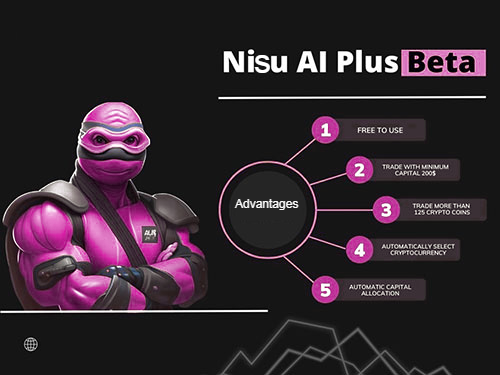 Nisu AI Plus Beta
1
FREE TO USE
2
TRADE WITH MINIMUM
CAPITAL 200$
Advantages
3
TRADE MORE THAN
125 CRYPTO COINS
4
AUTOMATICALLY SELECT
CRYPTOCURRENCY
5
AUTOMATIC CAPITAL
ALLOCATION